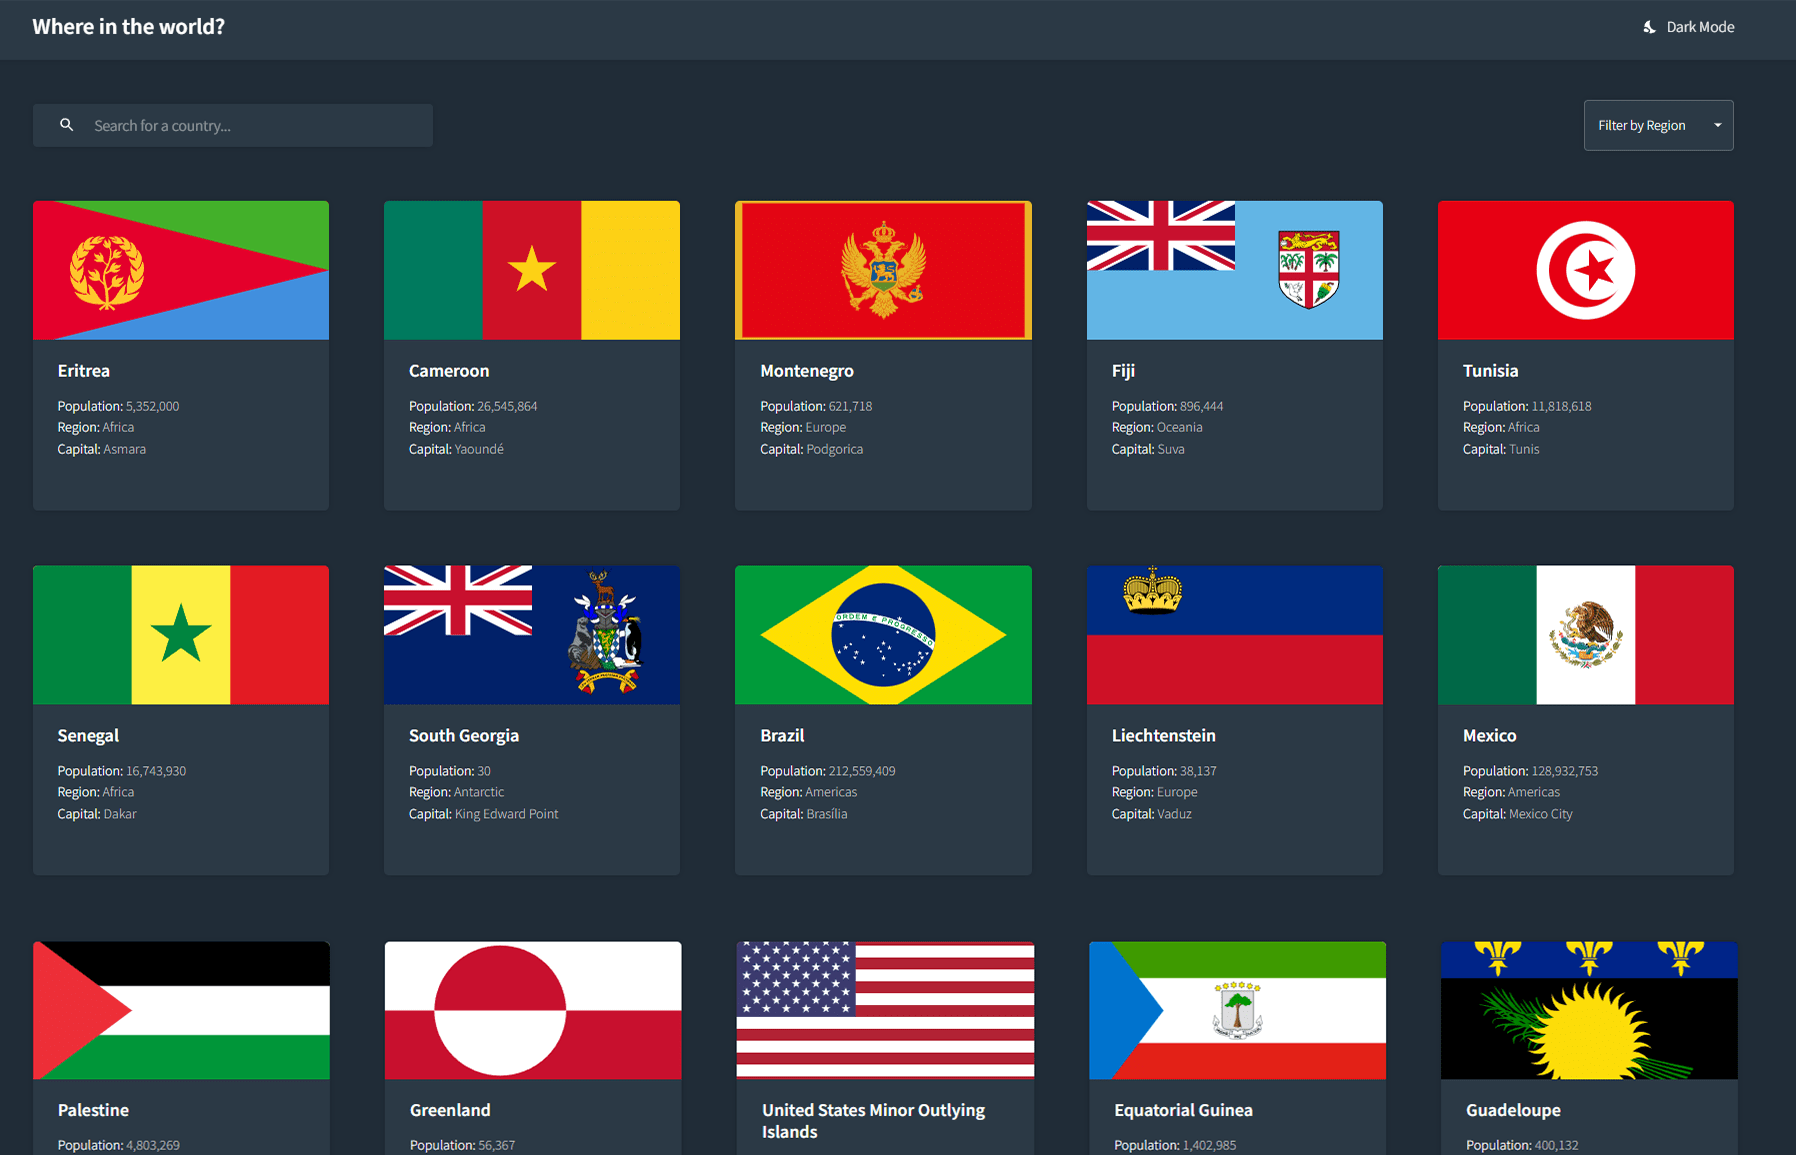 Where in the world?
Dark Mode
Search for a country...
Filter by Region
Eritrea
Population: 5,352,000
Region: Africa
Capital: Asmara
Cameroon
Population: 26,545,864
Region: Africa
Capital: Yaoundé
Montenegro
Population: 621,718
Region: Europe
Capital: Podgorica
Fiji
Population: 896,444
Region: Oceania
Capital: Suva
Tunisia
Population: 11,818,618
Region: Africa
Capital: Tunis
Senegal
Population: 16,743,930
Region: Africa
Capital: Dakar
South Georgia
Population: 30
Region: Antarctic
Capital: King Edward Point
ORDEM E PROGRESSO
Brazil
Population: 212,559,409
Region: Americas
Capital: Brasília
Liechtenstein
Population: 38,137
Region: Europe
Capital: Vaduz
Mexico
Population: 128,932,753
Region: Americas
Capital: Mexico City
Palestine
Population: 4,803,269
Greenland
Population: 56,367
United States Minor Outlying
Islands
Equatorial Guinea
Population: 1,402,985
Guadeloupe
Population: 400,132